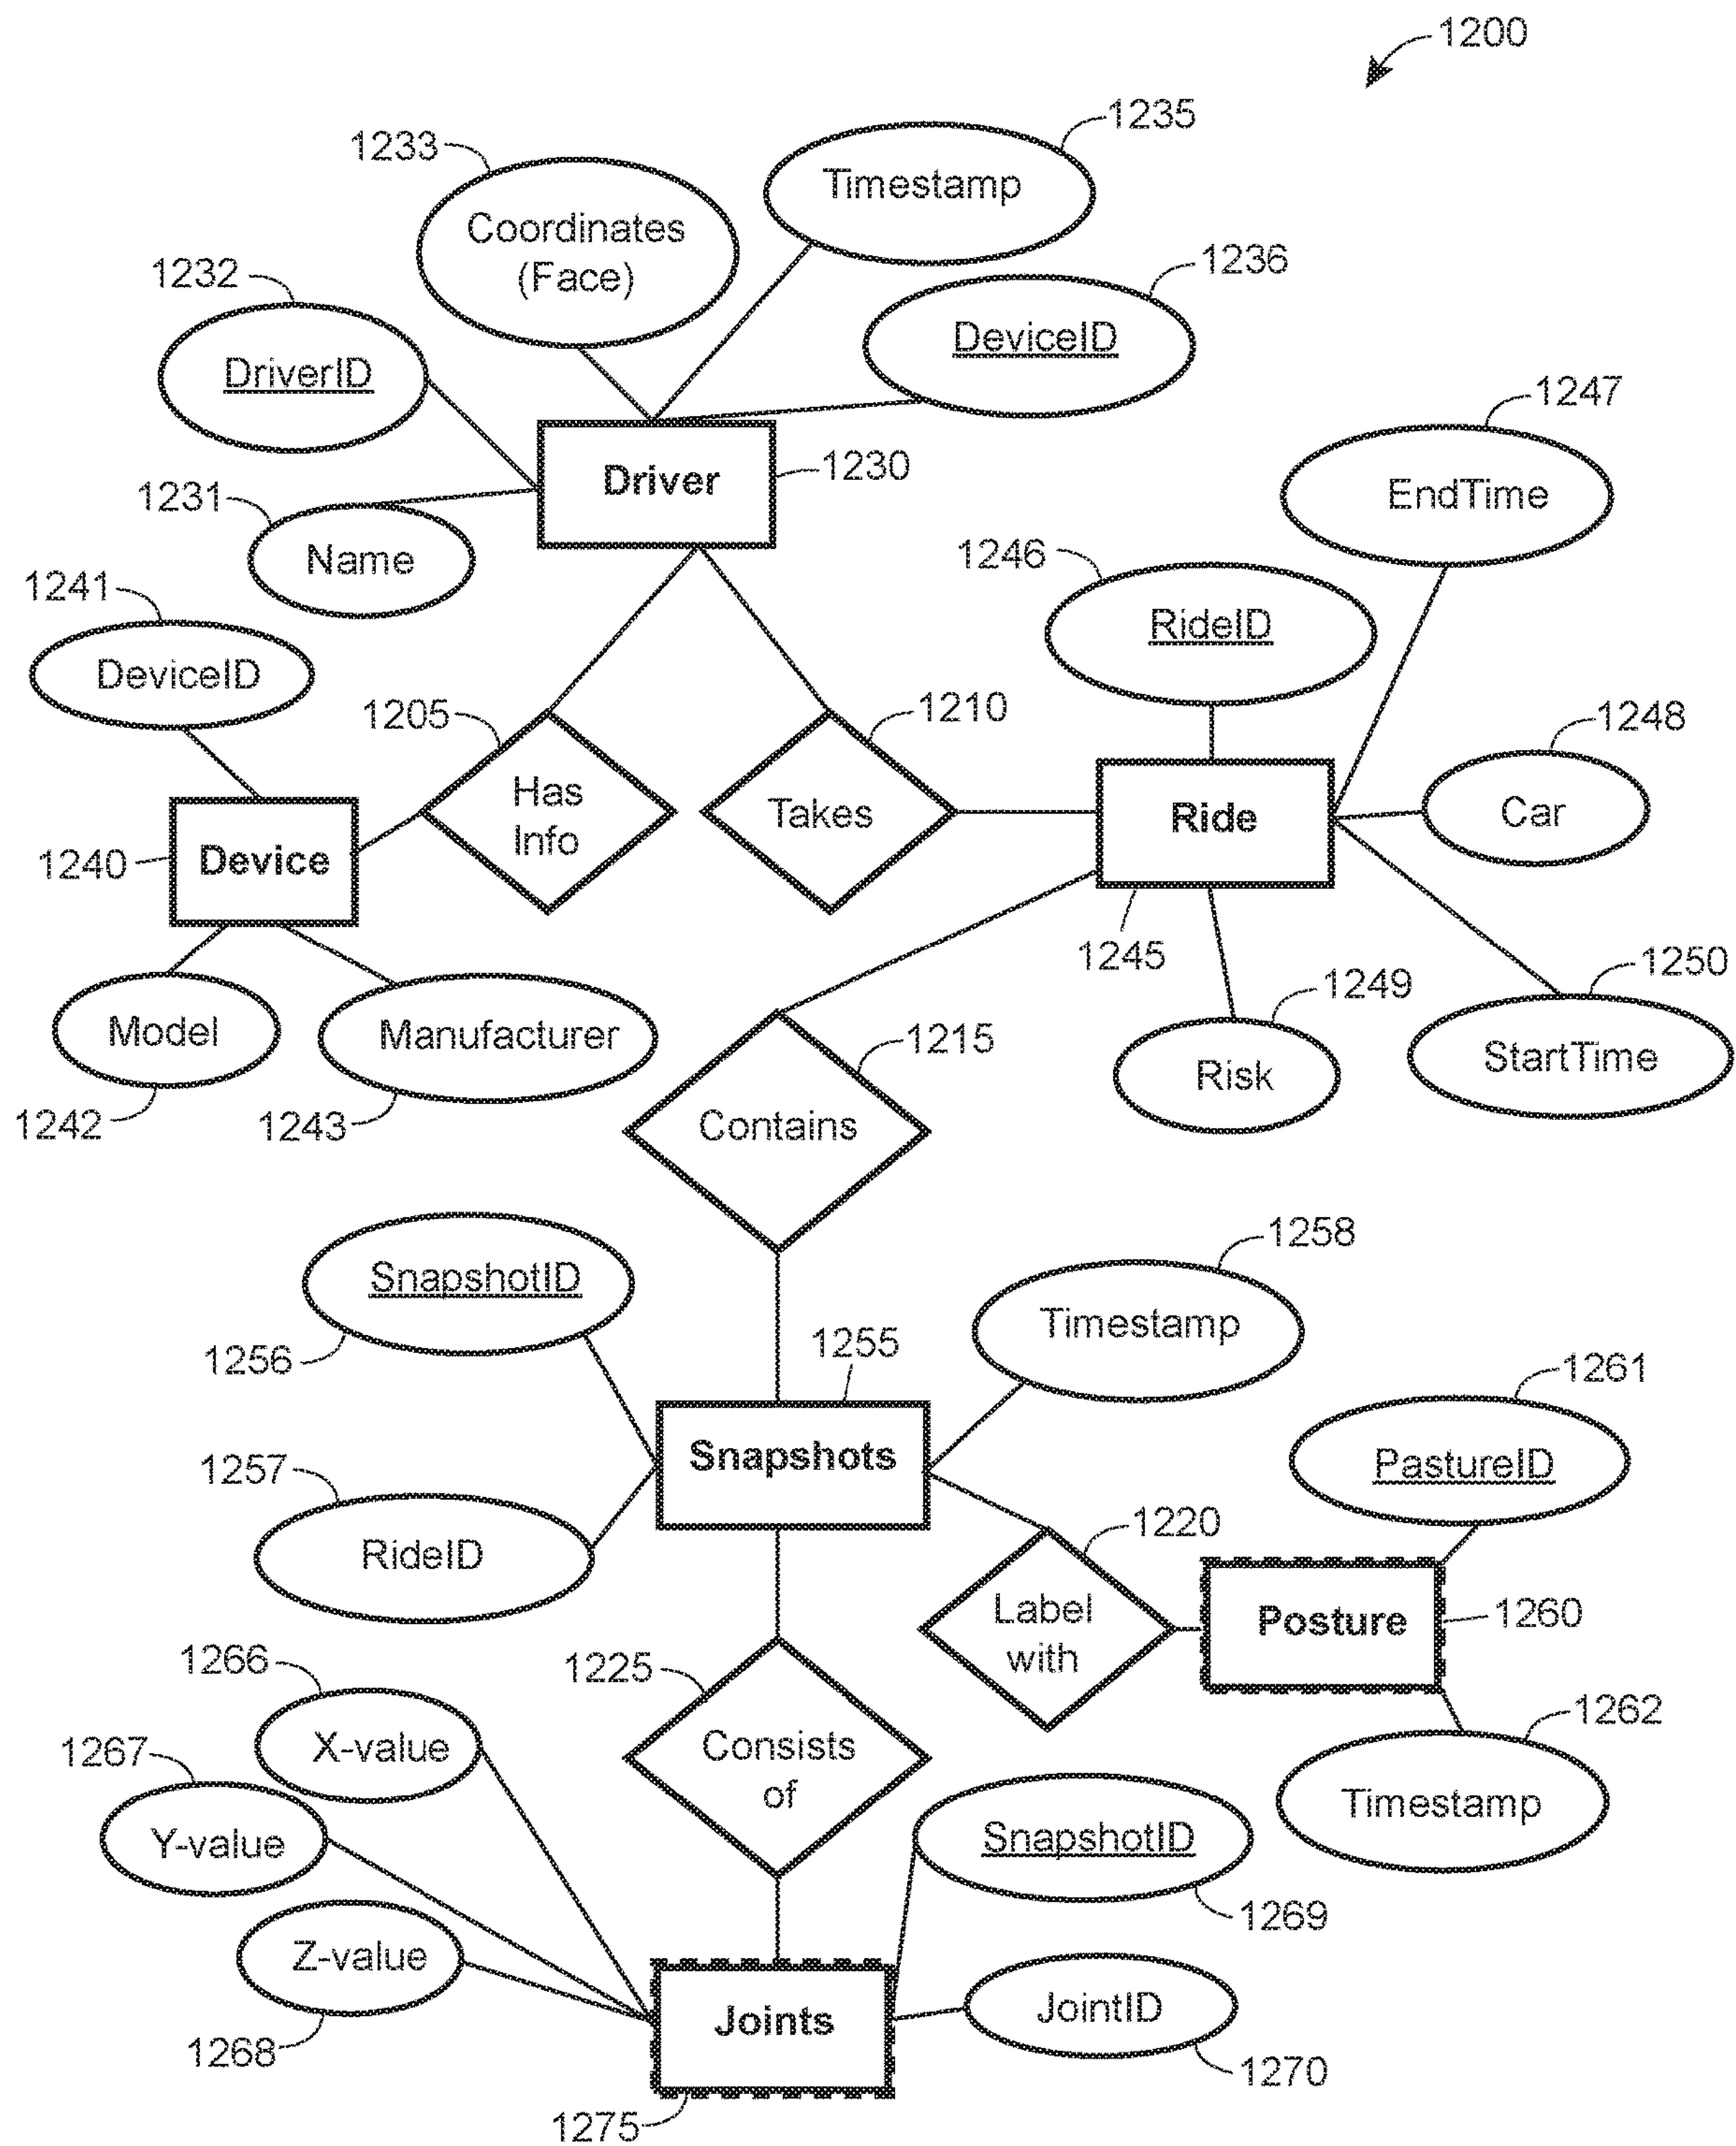 1200
1235
1233
Timestamp
Coordinates
(Face)
1236
1232
DeviceID
DriverID
1247
Driver
1230
EndTime
1231
1246
Name
1241
RideID
DeviceID
1205
1210
1248
Has
Info
Takes
Ride
Car
1240
Device
1245
1250
1249
Model
Manufacturer
1215
StartTime
Risk
1242
1243
Contains
1258
SnapshotID
Timestamp
1256
1255
1261
Snapshots
PastureID
1257
1220
RideID
Label
with
Posture
1260
1266
1225
1262
X-value
Consists
of
1267
Timestamp
Y-value
SnapshotID
1269
Z-value
JointID
Joints
1268
1270
1275